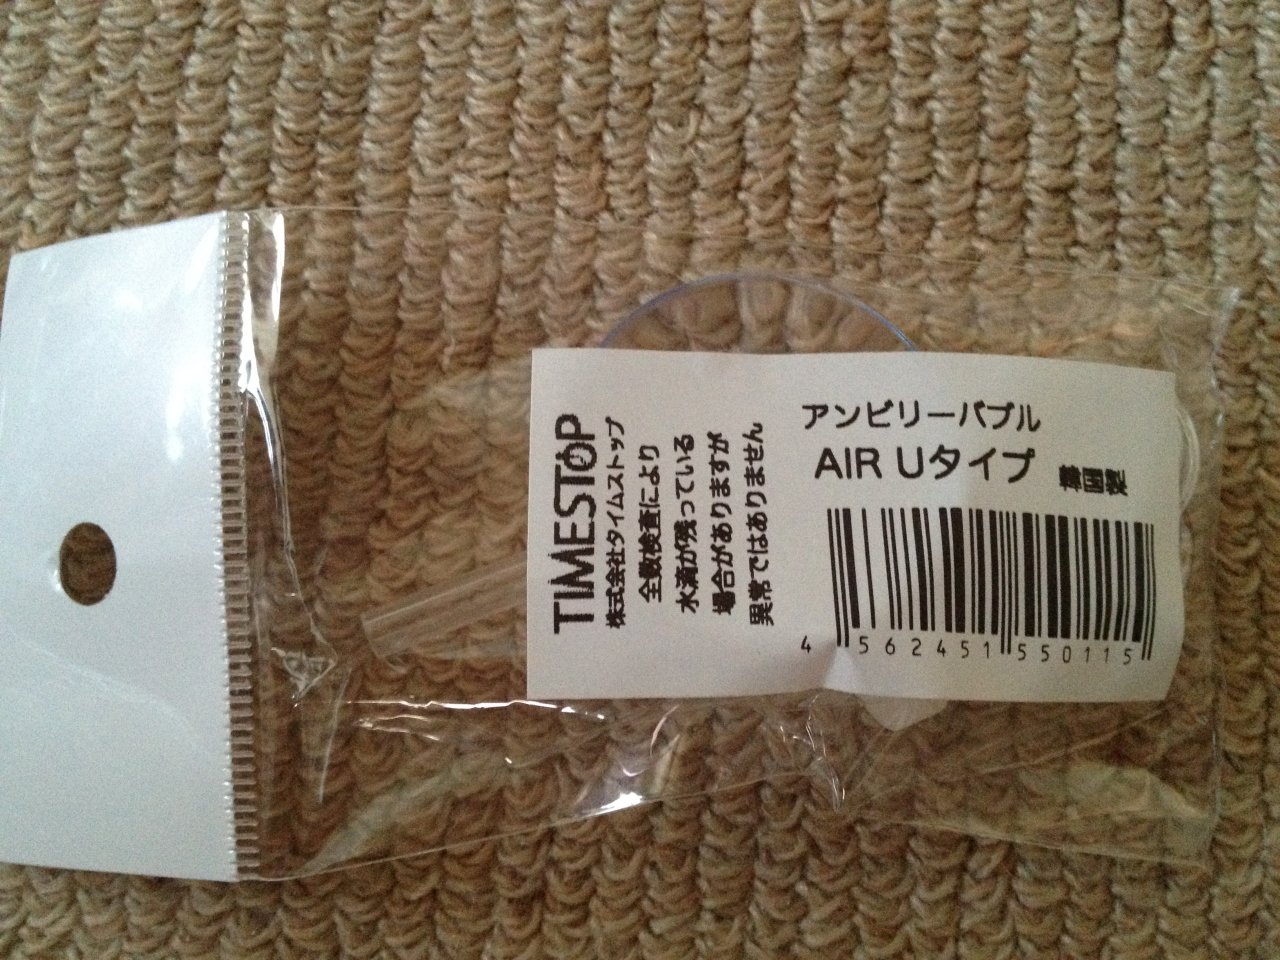 TIMESTOP
株式会社タイムストップ
全数検査により
水滴が残っている
場合がありますが
異常ではありません
アンビリーバブル
AIR Uタイプ 韓国製
4 562451 550115